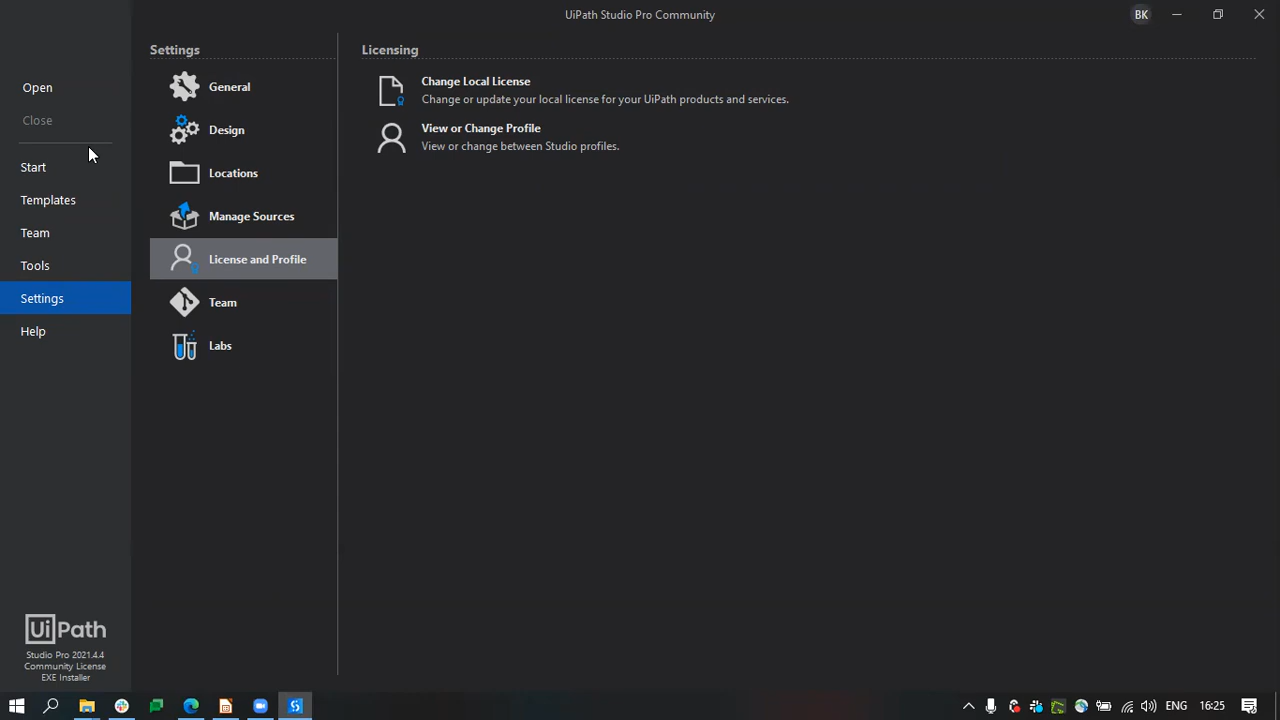 UiPath Studio Pro Community
BK
Open
Close
Start
Templates
Team
Tools
Settings
Help
UiPath
Studio Pro 2021.4.4
Community License
EXE Installer
Settings
General
Design
Locations
Manage Sources
License and Profile
Team
Labs
Licensing
Change Local License
Change or update your local license for your UiPath products and services.
View or Change Profile
View or change between Studio profiles.
ENG
16:25